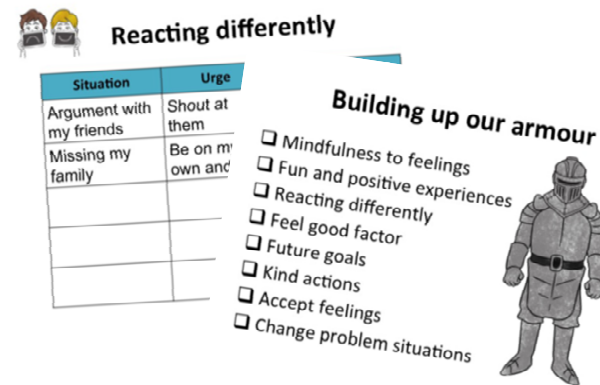 Reacting differently
Situation
Urge
Argument with
my friends
Shout at
them
Missing my
family
Be on
own and
Building up our armour
❑ Mindfulness to feelings
❑ Fun and positive experiences
❑ Reacting differently
❑ Feel good factor
❑ Future goals
❑ Kind actions
❑ Accept feelings
❑ Change problem situations